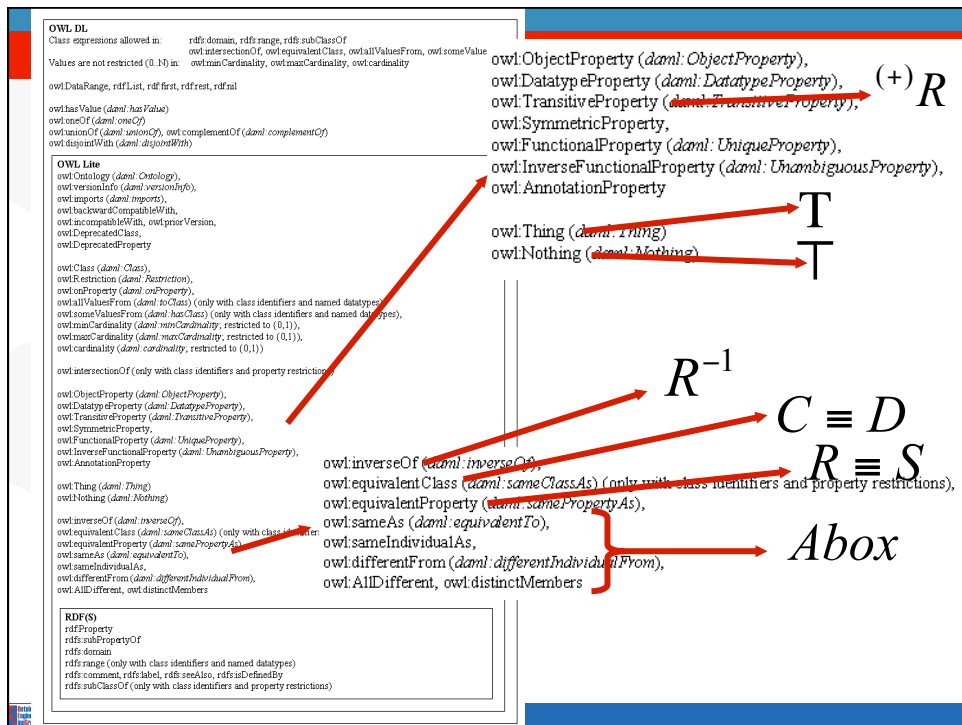 OWL DL
Class expressions allowed in: rdfs:domain, rdfs:range, rdfs:subClassOf
owl:intersectionOf, owl:equivalentClass, owl:allValuesFrom, owl:someValue
Values are not restricted (0..N) in: owl:minCardinality, owl:maxCardinality, owl:cardinality
owl:DataRange, rdf:List, rdf:first, rdf:rest, rdf:nil
owl:hasValue (daml:hasValue)
owl:oneOf (daml:oneOf)
owl:unionOf (daml:unionOf), owl:complementOf (daml:complementOf)
owl:disjointWith (daml:disjointWith)
OWL Lite
owl:Ontology (daml:Ontology),
owl:versionInfo (daml:versionInfo),
owl:imports (daml:imports),
owl:backwardCompatibleWith,
owl:incompatibleWith, owl:priorVersion,
owl:DeprecatedClass,
owl:DeprecatedProperty
owl:Class (daml:Class),
owl:Restriction (daml:Restriction),
owl:onProperty (daml:onProperty),
owl:allValuesFrom (daml:toClass) (only with class identifiers and named datatypes)
owl:someValuesFrom (daml:hasClass) (only with class identifiers and named datatypes),
owl:minCardinality (daml:minCardinality; restricted to {0,1}),
owl:maxCardinality (daml:maxCardinality; restricted to {0,1}),
owl:cardinality (daml:cardinality; restricted to {0,1})
owl:intersectionOf (only with class identifiers and property restrictions)
owl:ObjectProperty (daml:ObjectProperty),
owl:DatatypeProperty (daml:DatatypeProperty),
owl:TransitiveProperty (daml:TransitiveProperty),
owl:SymmetricProperty,
owl:FunctionalProperty (daml:UniqueProperty),
owl:InverseFunctionalProperty (daml:UnambiguousProperty),
owl:AnnotationProperty
owl:Thing (daml:Thing)
owl:Nothing (daml:Nothing)
owl:inverseOf (daml:inverseOf),
owl:equivalentClass (daml:sameClassAs) (only with class identifier
owl:equivalentProperty (daml:samePropertyAs),
owl:sameAs (daml:equivalentTo),
owl:sameIndividualAs,
owl:differentFrom (daml:differentIndividualFrom),
owl:AllDifferent, owl:distinctMembers
RDF(S)
rdf:Property
rdfs:subPropertyOf
rdfs:domain
rdfs:range (only with class identifiers and named datatypes)
rdfs:comment, rdfs:label, rdfs:seeAlso, rdfs:isDefinedBy
rdfs:subClassOf (only with class identifiers and property restrictions)
owl:ObjectProperty (daml:ObjectProperty),
owl:DatatypeProperty (daml:DatatypeProperty),
owl:TransitiveProperty (daml:TransitiveProperty),
(+) R
owl:SymmetricProperty,
owl:FunctionalProperty (daml:UniqueProperty),
owl:InverseFunctionalProperty (daml:UnambiguousProperty),
owl:AnnotationProperty
owl:Thing (daml:Thing)
T
owl:Nothing (daml:Nothing)
T
R⁻¹
C ≡ D
R ≡ S
owl:inverseOf (daml:inverseOf),
owl:equivalentClass (daml:sameClassAs) (only with class identifiers and property restrictions),
owl:equivalentProperty (daml:samePropertyAs),
owl:sameAs (daml:equivalentTo),
owl:sameIndividualAs,
owl:differentFrom (daml:differentIndividualFrom),
owl:AllDifferent, owl:distinctMembers
Abox